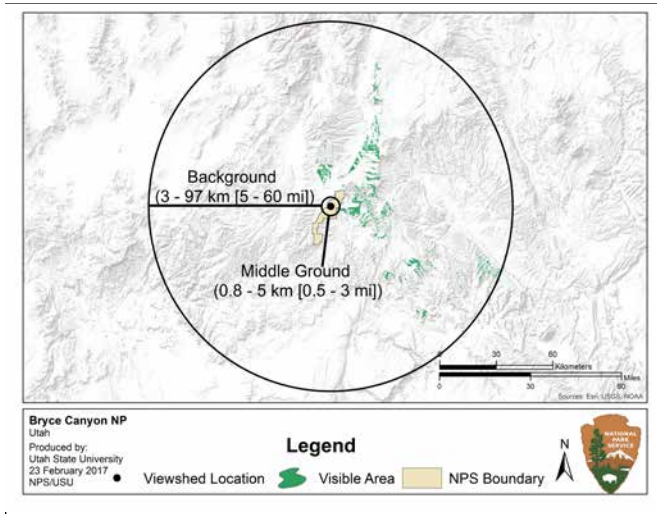 Background
(3 - 97 km [5 - 60 mi])
Middle Ground
(0.8 - 5 km [0.5 - 3 mi])
0 30 60
Kilometers
0 30 60
Miles
Sources: Esri, USGS, NOAA
Bryce Canyon NP
Utah
Produced by:
Utah State University
23 February 2017
NPS/USU
Legend
Viewshed Location
Visible Area
NPS Boundary
N
NATIONAL
PARK
SERVICE